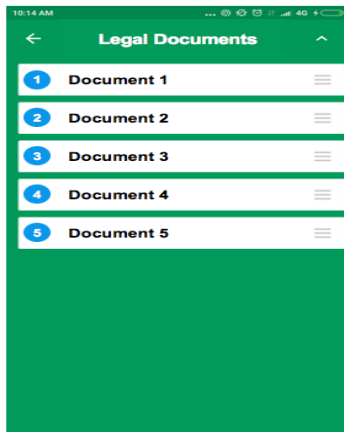 10:14 AM ... 4G
Legal Documents
1 Document 1
2 Document 2
3 Document 3
4 Document 4
5 Document 5